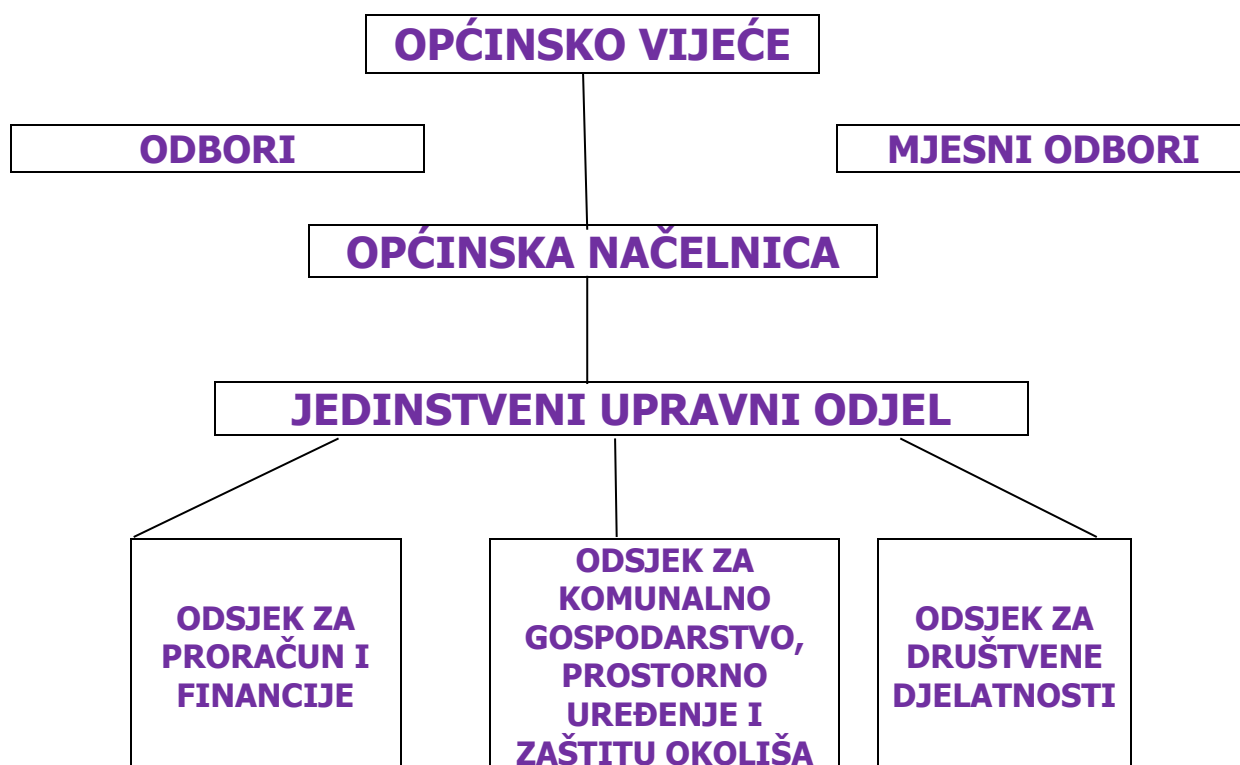 OPĆINSKO VIJEĆE
ODBORI
MJESNI ODBORI
OPĆINSKA NAČELNICA
JEDINSTVENI UPRAVNI ODJEL
ODSJEK ZA
PRORAČUN I
FINANCIJE
ODSJEK ZA
KOMUNALNO
GOSPODARSTVO,
PROSTORNO
UREĐENJE I
ZAŠTITU OKOLIŠA
ODSJEK ZA
DRUŠTVENE
DJELATNOSTI